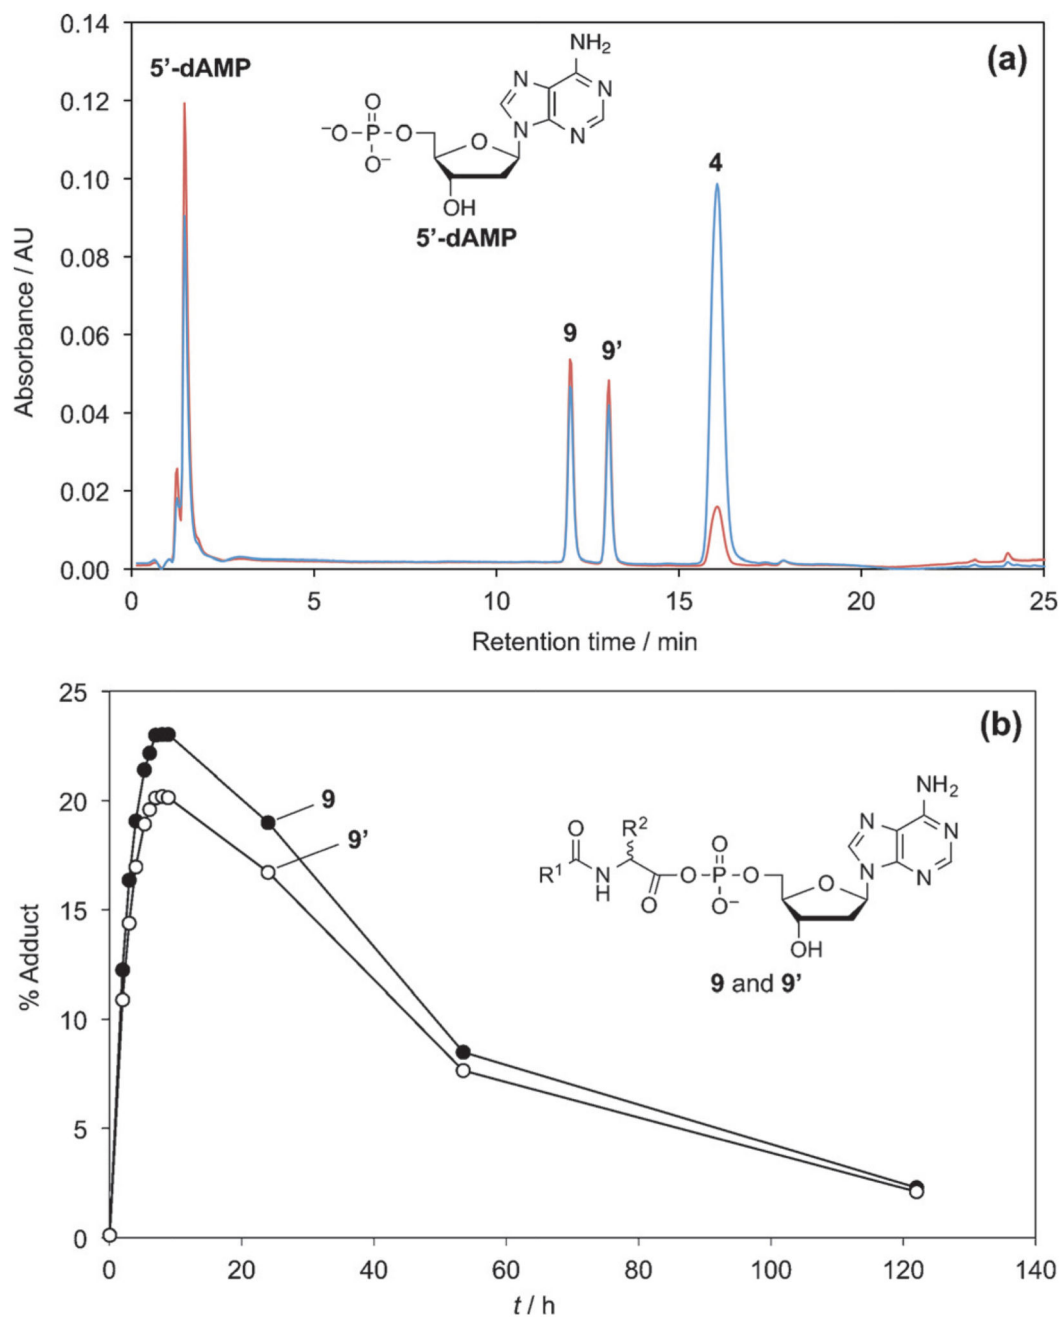 (a)
0.14
0.12
0.10
0.08
0.06
0.04
0.02
0.00
Absorbance / AU
5’-dAMP
NH₂
N
N
N
N
O
⁻O
P
O
O⁻
O
OH
5’-dAMP
9
9’
4
0
5
10
15
20
25
Retention time / min
(b)
25
20
15
10
5
0
% Adduct
9
9’
NH₂
N
N
N
N
O
R²
R¹
N
H
O
O
O
P
O
O⁻
O
OH
9 and 9’
0
20
40
60
80
100
120
140
t / h